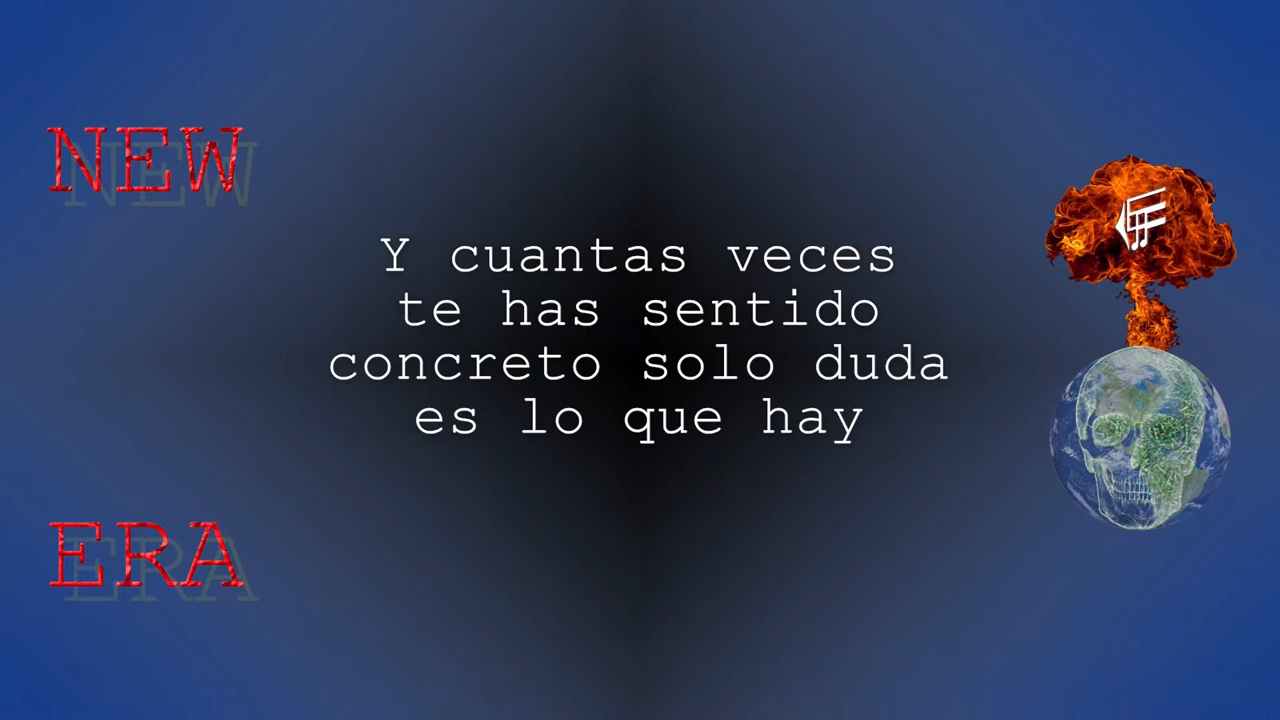 NEW
Y cuantas veces
te has sentido
concreto solo duda
es lo que hay
ERA